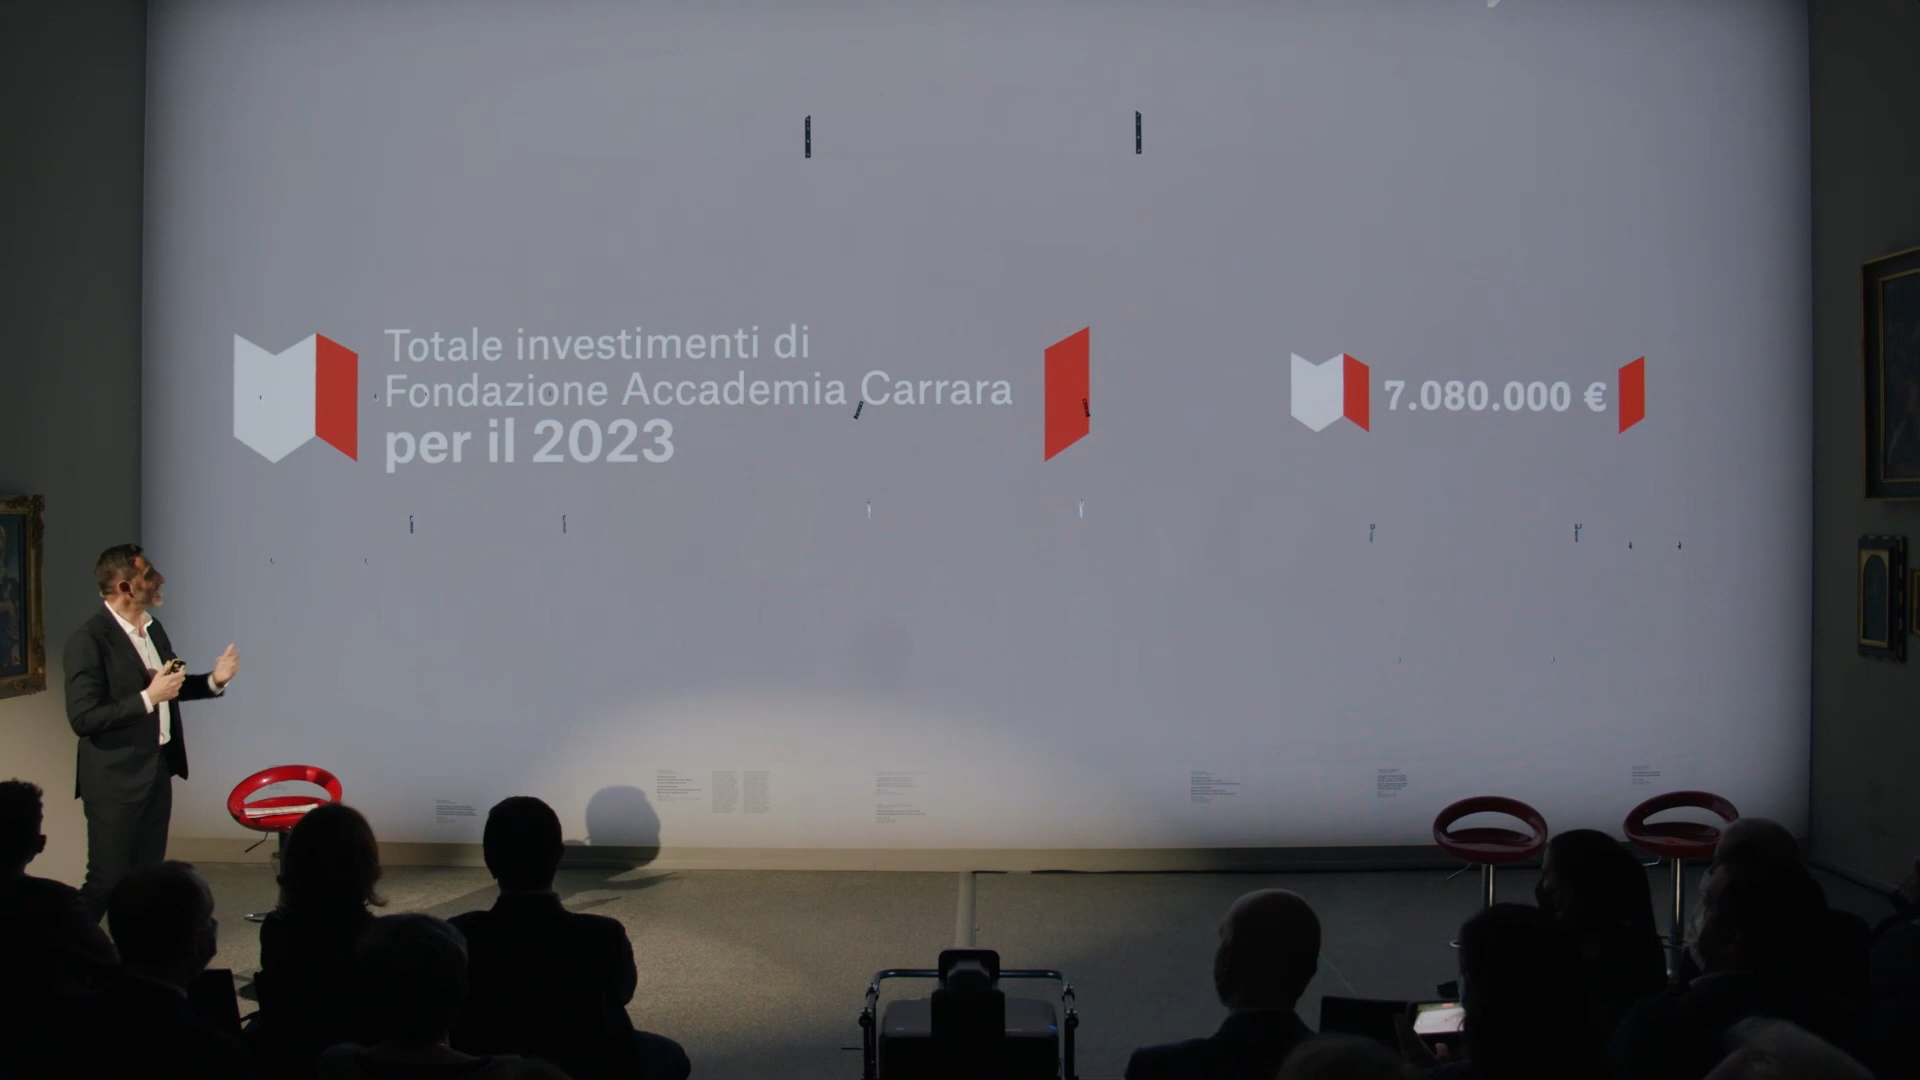 Totale investimenti di
Fondazione Accademia Carrara
per il 2023
7.080.000 €